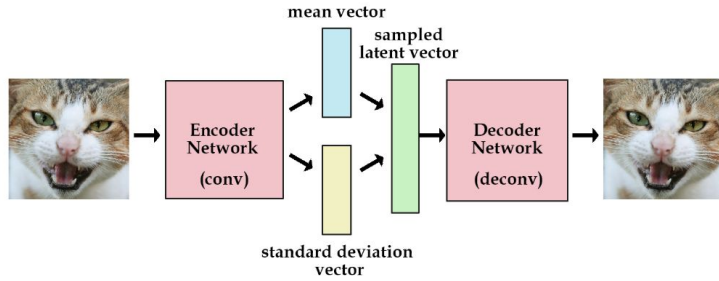 mean vector
sampled
latent vector
Encoder
Network
(conv)
Decoder
Network
(deconv)
standard deviation
vector